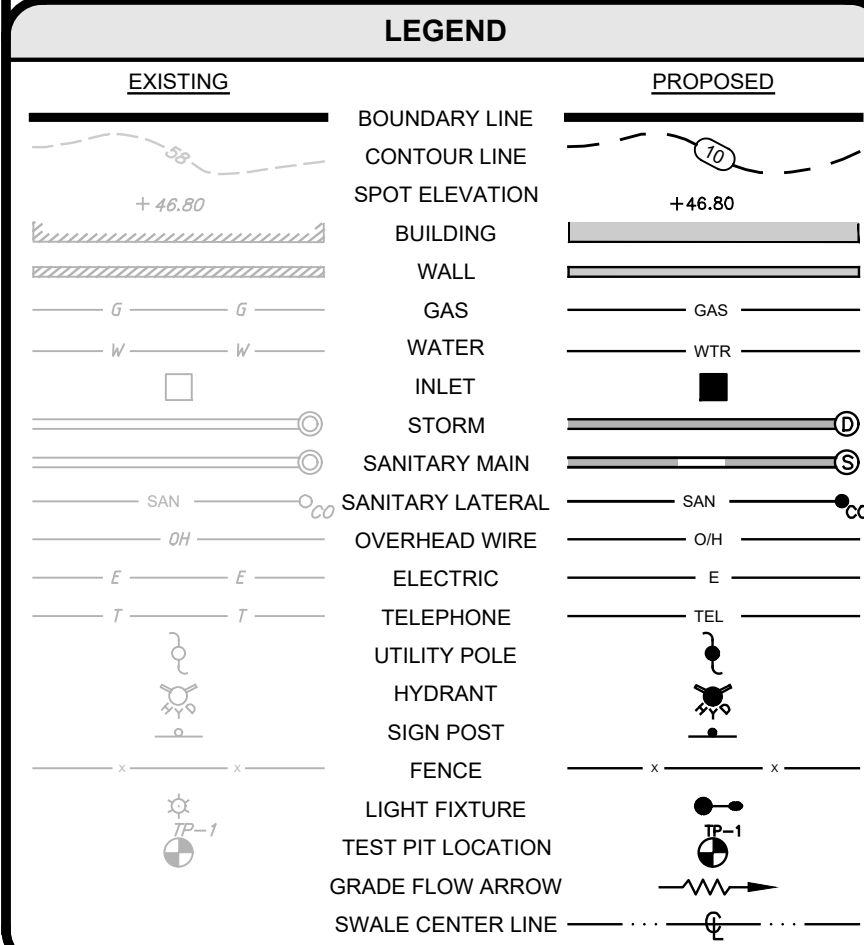 LEGEND
EXISTING PROPOSED
BOUNDARY LINE
58 CONTOUR LINE 10
+ 46.80 SPOT ELEVATION +46.80
BUILDING
WALL
G G GAS GAS
W W WATER WTR
INLET
STORM D
SANITARY MAIN S
SAN CO SANITARY LATERAL SAN CO
OH OVERHEAD WIRE O/H
E E ELECTRIC E
T T TELEPHONE TEL
UTILITY POLE
HYD HYDRANT HYD
SIGN POST
x x FENCE x x
LIGHT FIXTURE
TP-1 TEST PIT LOCATION TP-1
GRADE FLOW ARROW
SWALE CENTER LINE ℄